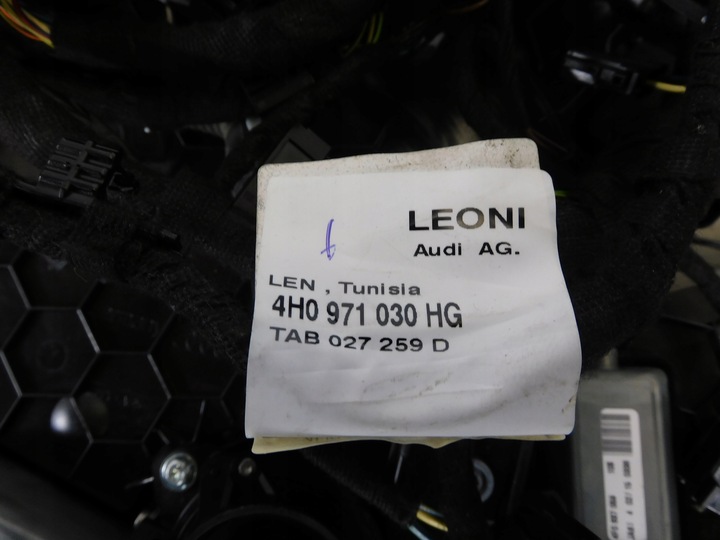 LEONI
Audi AG.
LEN , Tunisia
4H0 971 030 HG
TAB 027 259 D